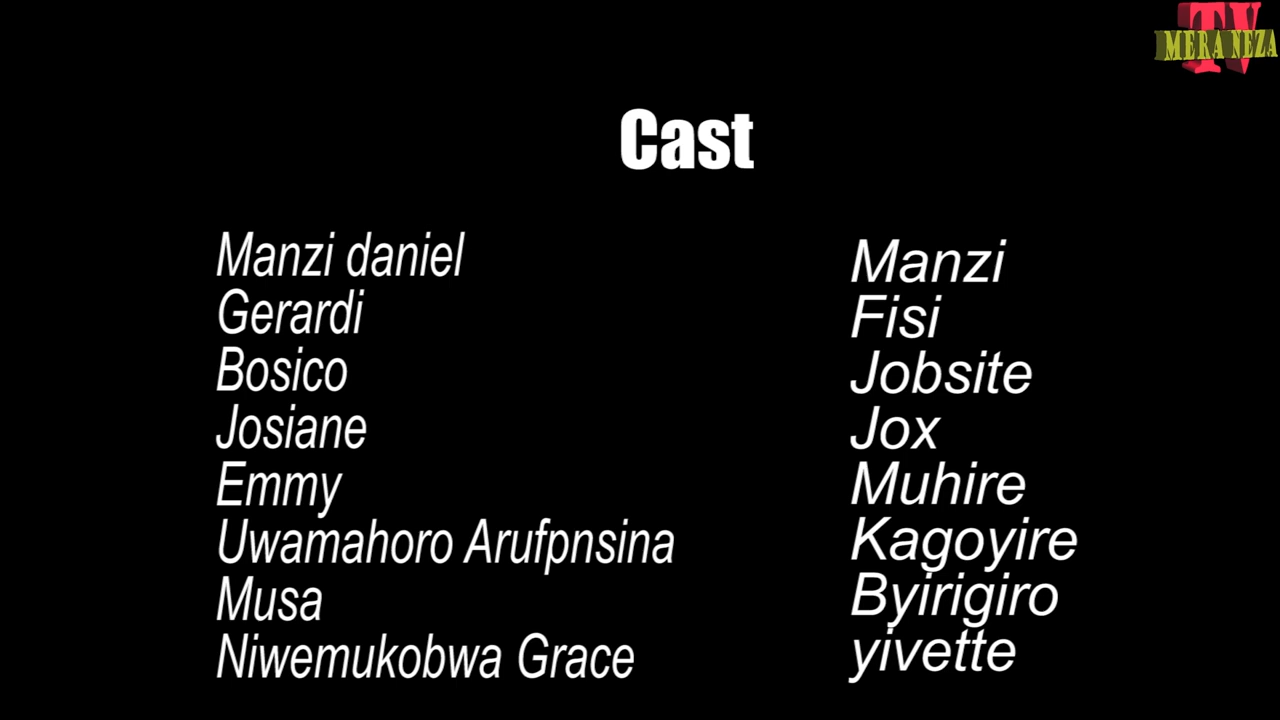 TV
MERA NEZA
Cast
Manzi daniel Manzi
Gerardi Fisi
Bosico Jobsite
Josiane Jox
Emmy Muhire
Uwamahoro Arufpnsina Kagoyire
Musa Byirigiro
Niwemukobwa Grace yivette